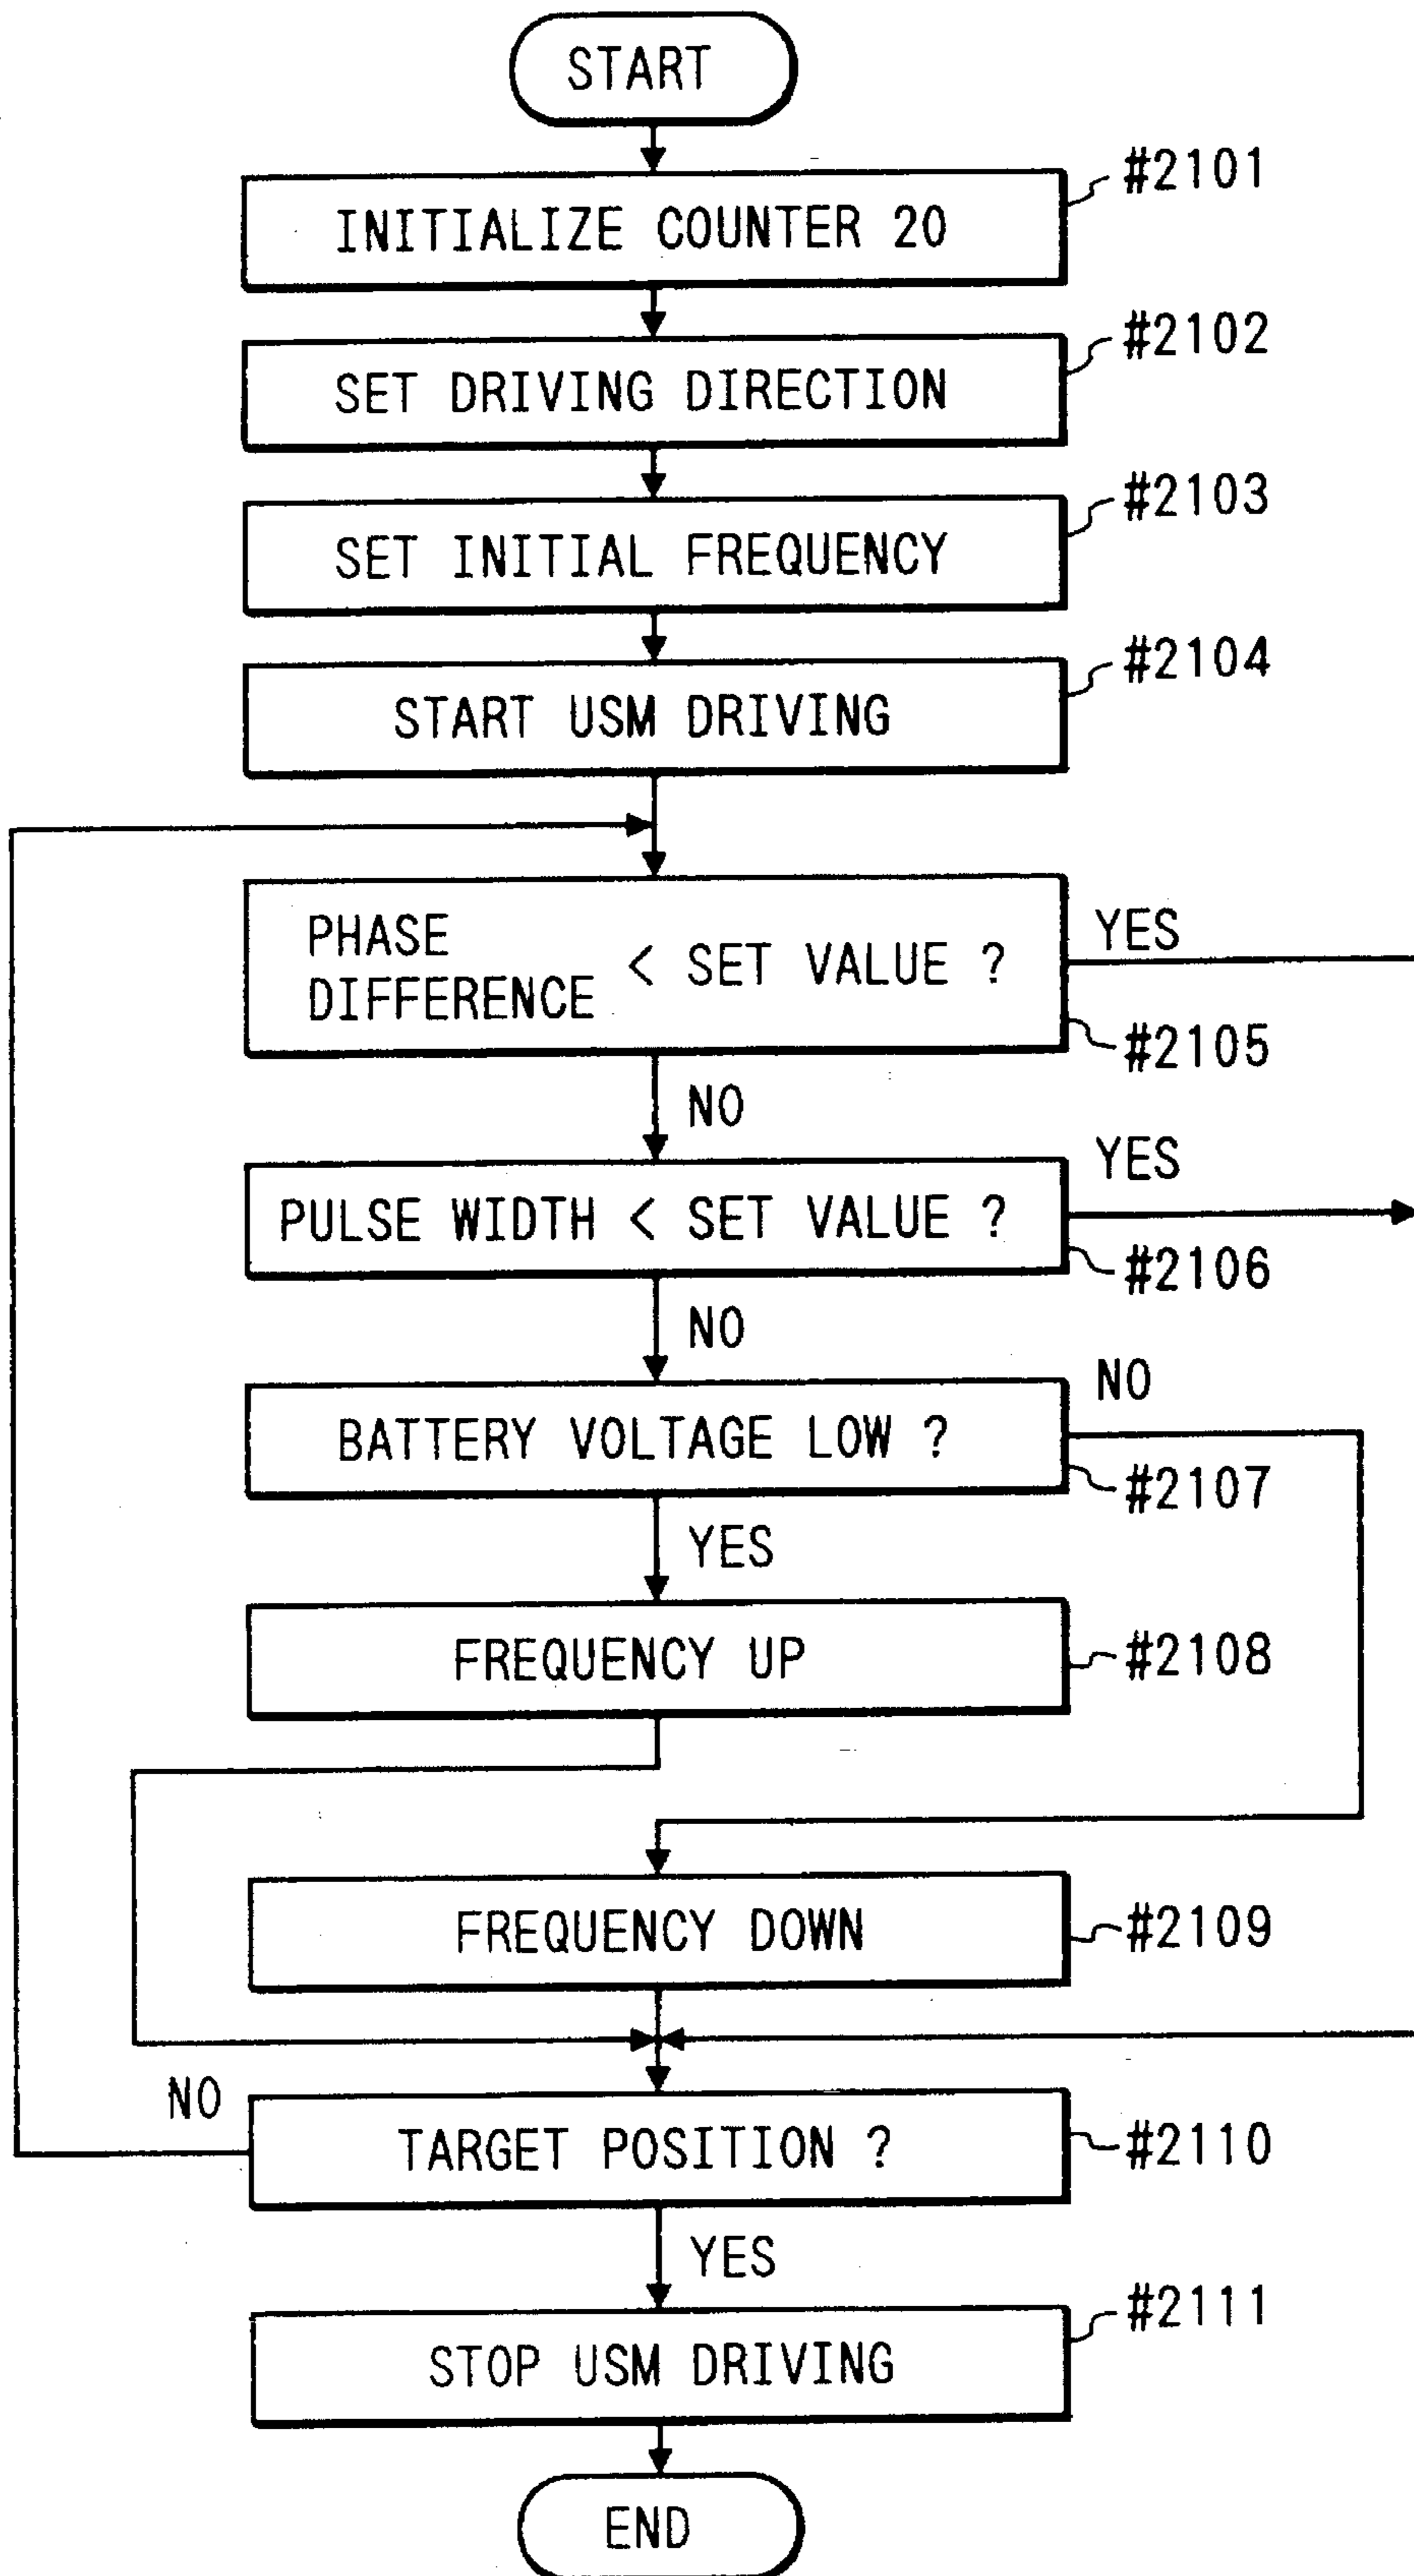 START
INITIALIZE COUNTER 20
#2101
SET DRIVING DIRECTION
#2102
SET INITIAL FREQUENCY
#2103
START USM DRIVING
#2104
PHASE
DIFFERENCE < SET VALUE ?
YES
#2105
NO
PULSE WIDTH < SET VALUE ?
YES
#2106
NO
BATTERY VOLTAGE LOW ?
NO
#2107
YES
FREQUENCY UP
#2108
FREQUENCY DOWN
#2109
NO
TARGET POSITION ?
#2110
YES
STOP USM DRIVING
#2111
END